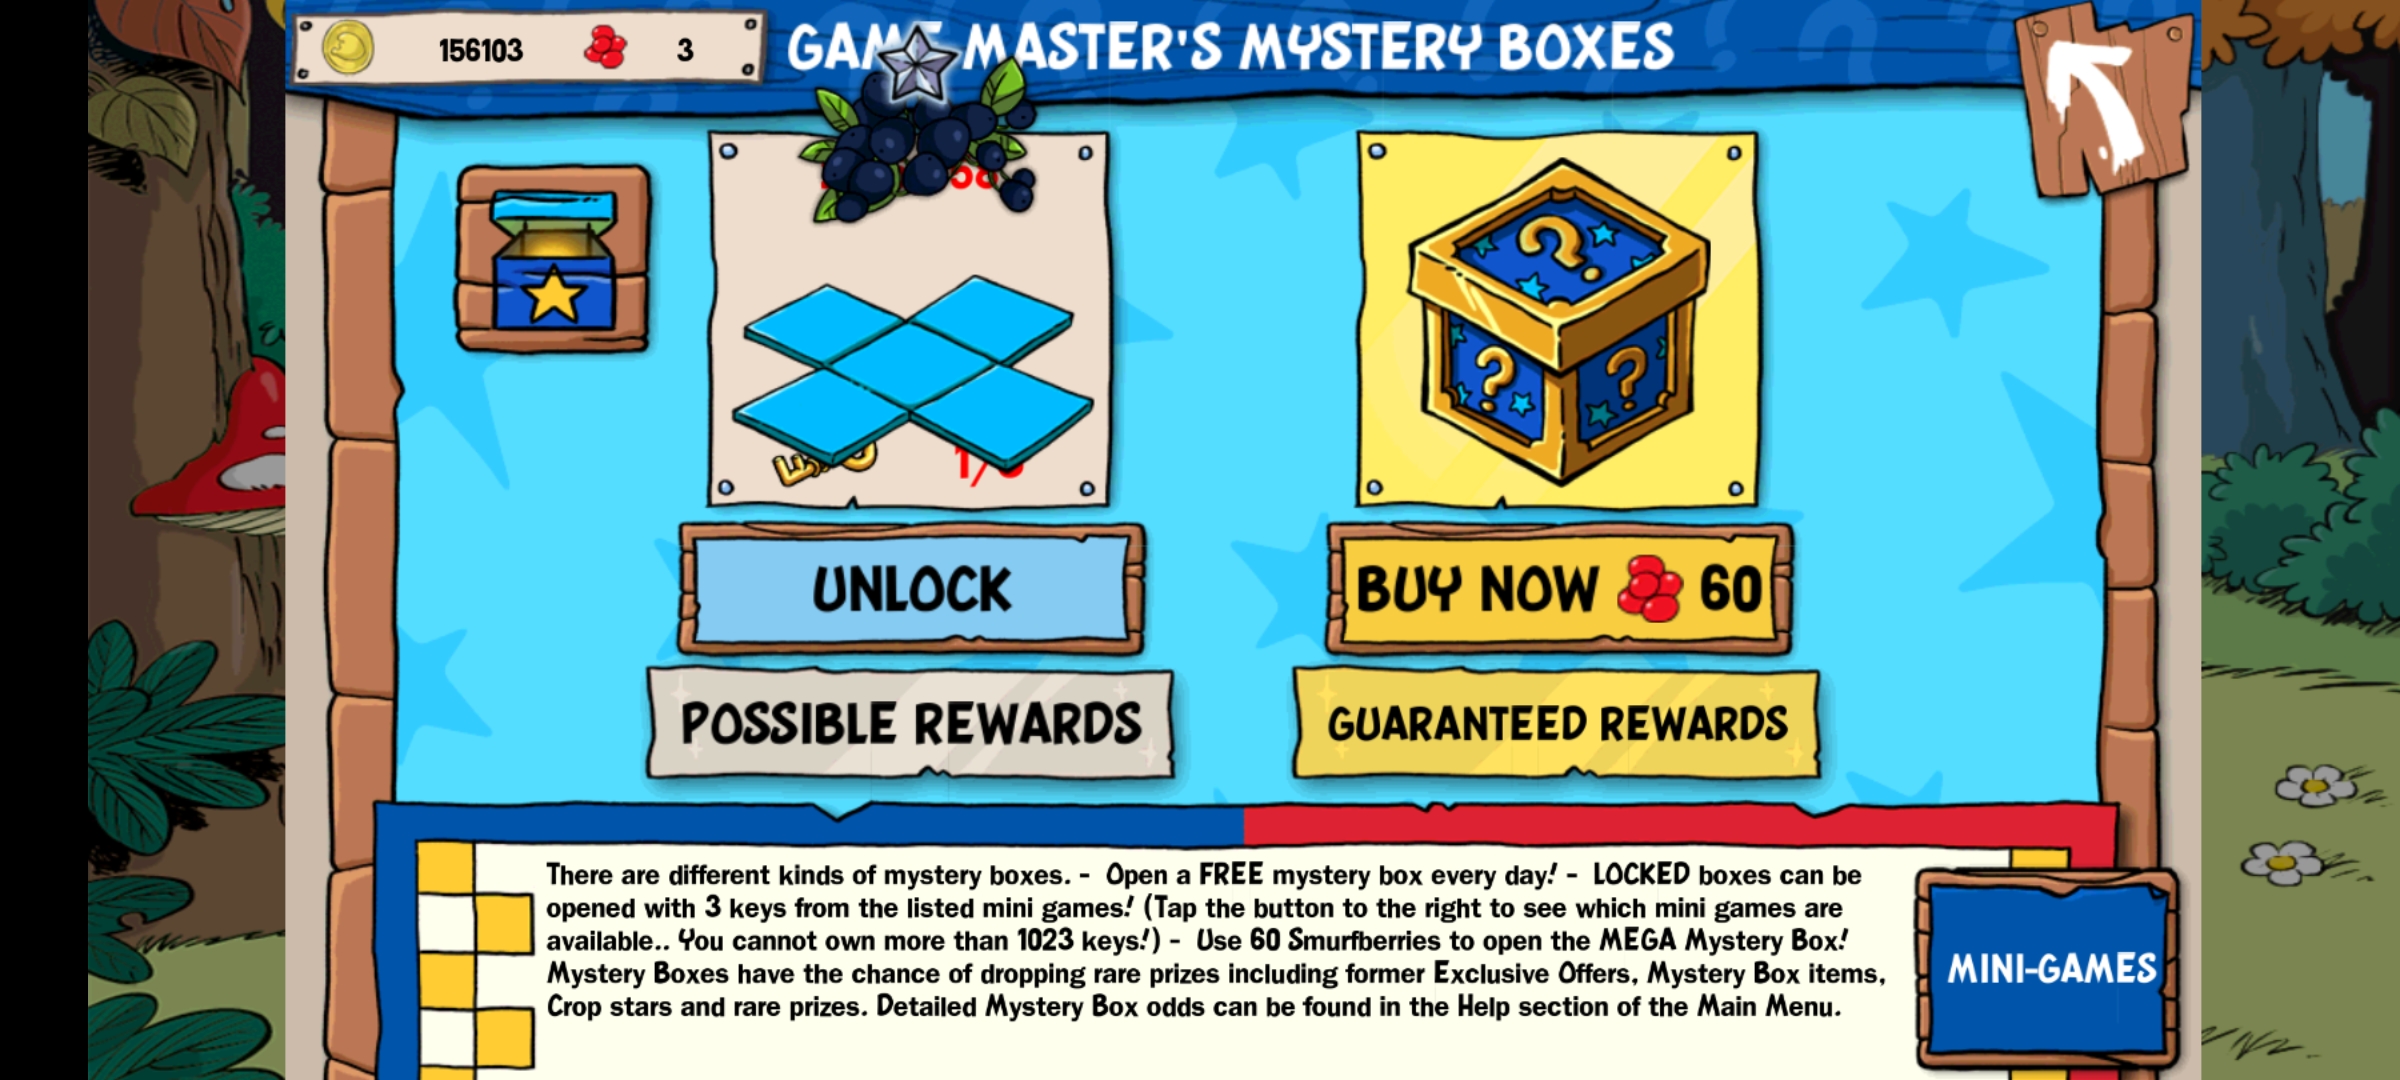 156103 3 GAME MASTER'S MYSTERY BOXES
UNLOCK
BUY NOW 60
POSSIBLE REWARDS
GUARANTEED REWARDS
There are different kinds of mystery boxes. - Open a FREE mystery box every day! - LOCKED boxes can be
opened with 3 keys from the listed mini games! (Tap the button to the right to see which mini games are
available.. You cannot own more than 1023 keys!) - Use 60 Smurfberries to open the MEGA Mystery Box!
Mystery Boxes have the chance of dropping rare prizes including former Exclusive Offers, Mystery Box items,
Crop stars and rare prizes. Detailed Mystery Box odds can be found in the Help section of the Main Menu.
MINI-GAMES